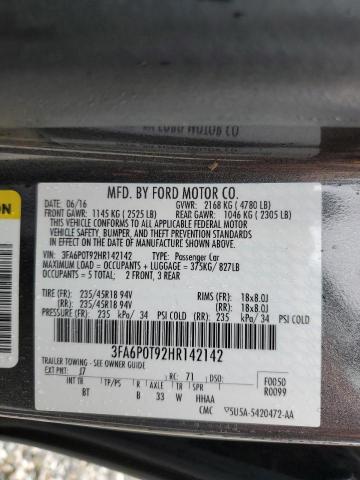 MFD. BY FORD MOTOR CO.
DATE: 06/16 GVWR: 2168 KG ( 4780 LB)
FRONT GAWR: 1145 KG ( 2525 LB) REAR GAWR: 1046 KG ( 2305 LB)
THIS VEHICLE CONFORMS TO ALL APPLICABLE FEDERAL MOTOR
VEHICLE SAFETY, BUMPER, AND THEFT PREVENTION STANDARDS IN
EFFECT ON THE DATE OF MANUFACTURE SHOWN ABOVE.
VIN: 3FA6P0T92HR142142 TYPE: Passenger Car
MAXIMUM LOAD = OCCUPANTS + LUGGAGE = 375KG / 827LB
OCCUPANTS = 5 TOTAL: 2 FRONT, 3 REAR
TIRE (FR): 235/45R18 94V RIMS (FR): 18x8.0J
(RR): 235/45R18 94V (RR): 18x8.0J
PRESSURE (FR): 235 kPa/ 34 PSI COLD (RR): 235 kPa/ 34 PSI COLD
3FA6P0T92HR142142
TRAILER TOWING - SEE OWNER GUIDE
EXT PNT: J7 RC: 71 DSO: F0050
INT TR TP/PS R AXLE TR SPR R0099
BT B 33 W HHAA
CMC 5U5A-5420472-AA